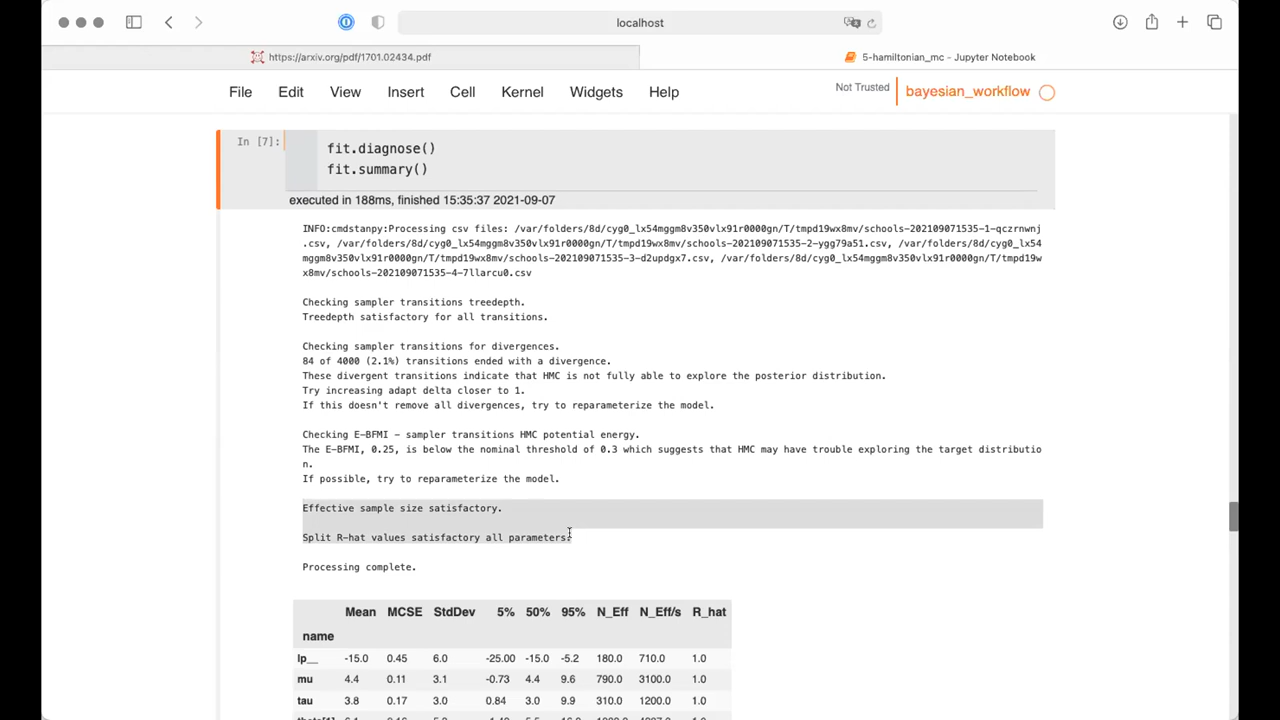 localhost
https://arxiv.org/pdf/1701.02434.pdf
5-hamiltonian_mc - Jupyter Notebook
File Edit View Insert Cell Kernel Widgets Help
Not Trusted
bayesian_workflow
In [7]:
fit.diagnose()
fit.summary()
executed in 188ms, finished 15:35:37 2021-09-07
INFO:cmdstanpy:Processing csv files: /var/folders/8d/cyg0_lx54mggm8v350vlx91r0000gn/T/tmpd19wx8mv/schools-202109071535-1-qczrnwnj
.csv, /var/folders/8d/cyg0_lx54mggm8v350vlx91r0000gn/T/tmpd19wx8mv/schools-202109071535-2-ygg79a51.csv, /var/folders/8d/cyg0_lx54
mggm8v350vlx91r0000gn/T/tmpd19wx8mv/schools-202109071535-3-d2updgx7.csv, /var/folders/8d/cyg0_lx54mggm8v350vlx91r0000gn/T/tmpd19w
x8mv/schools-202109071535-4-7llarcu0.csv
Checking sampler transitions treedepth.
Treedepth satisfactory for all transitions.
Checking sampler transitions for divergences.
84 of 4000 (2.1%) transitions ended with a divergence.
These divergent transitions indicate that HMC is not fully able to explore the posterior distribution.
Try increasing adapt delta closer to 1.
If this doesn't remove all divergences, try to reparameterize the model.
Checking E-BFMI - sampler transitions HMC potential energy.
The E-BFMI, 0.25, is below the nominal threshold of 0.3 which suggests that HMC may have trouble exploring the target distributio
n.
If possible, try to reparameterize the model.
Effective sample size satisfactory.
Split R-hat values satisfactory all parameters.
Processing complete.
Mean MCSE StdDev 5% 50% 95% N_Eff N_Eff/s R_hat
name
lp__ -15.0 0.45 6.0 -25.00 -15.0 -5.2 180.0 710.0 1.0
mu 4.4 0.11 3.1 -0.73 4.4 9.6 790.0 3100.0 1.0
tau 3.8 0.17 3.0 0.84 3.0 9.9 310.0 1200.0 1.0